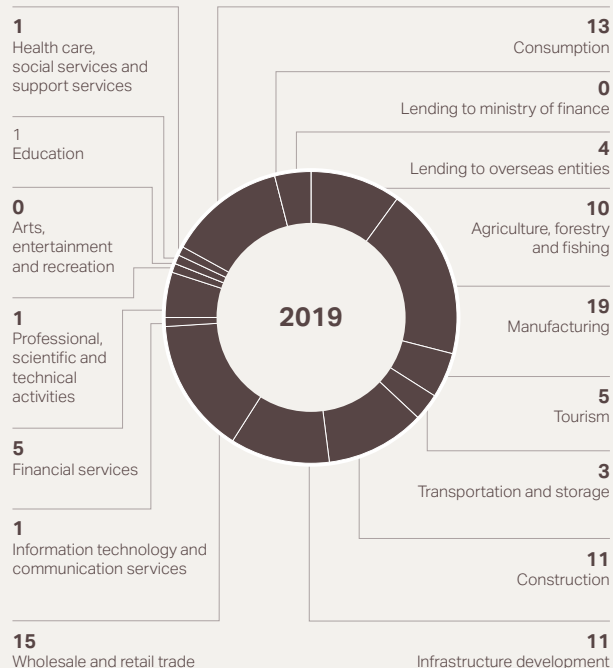 1
Health care,
social services and
support services
1
Education
0
Arts,
entertainment
and recreation
1
Professional,
scientific and
technical
activities
5
Financial services
1
Information technology and
communication services
15
Wholesale and retail trade
2019
13
Consumption
0
Lending to ministry of finance
4
Lending to overseas entities
10
Agriculture, forestry
and fishing
19
Manufacturing
5
Tourism
3
Transportation and storage
11
Construction
11
Infrastructure development